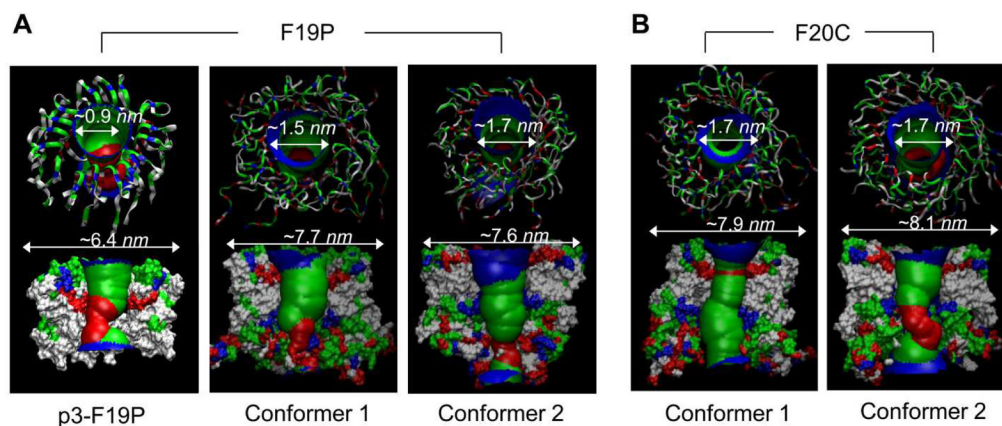 A
F19P
B
F20C
~0.9 nm
~1.5 nm
~1.7 nm
~1.7 nm
~1.7 nm
~6.4 nm
~7.7 nm
~7.6 nm
~7.9 nm
~8.1 nm
p3-F19P
Conformer 1
Conformer 2
Conformer 1
Conformer 2